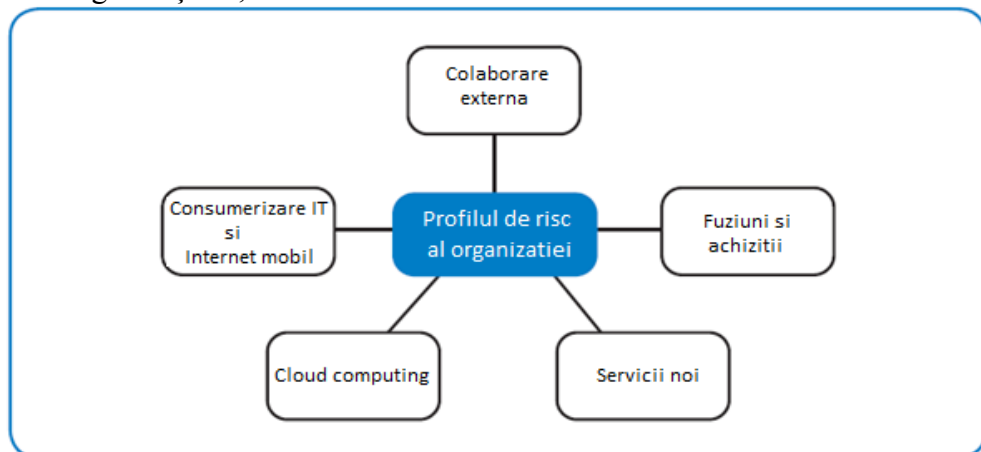 Colaborare
externa
Consumerizare IT
si
Internet mobil
Profilul de risc
al organizatiei
Fuziuni si
achizitii
Cloud computing
Servicii noi